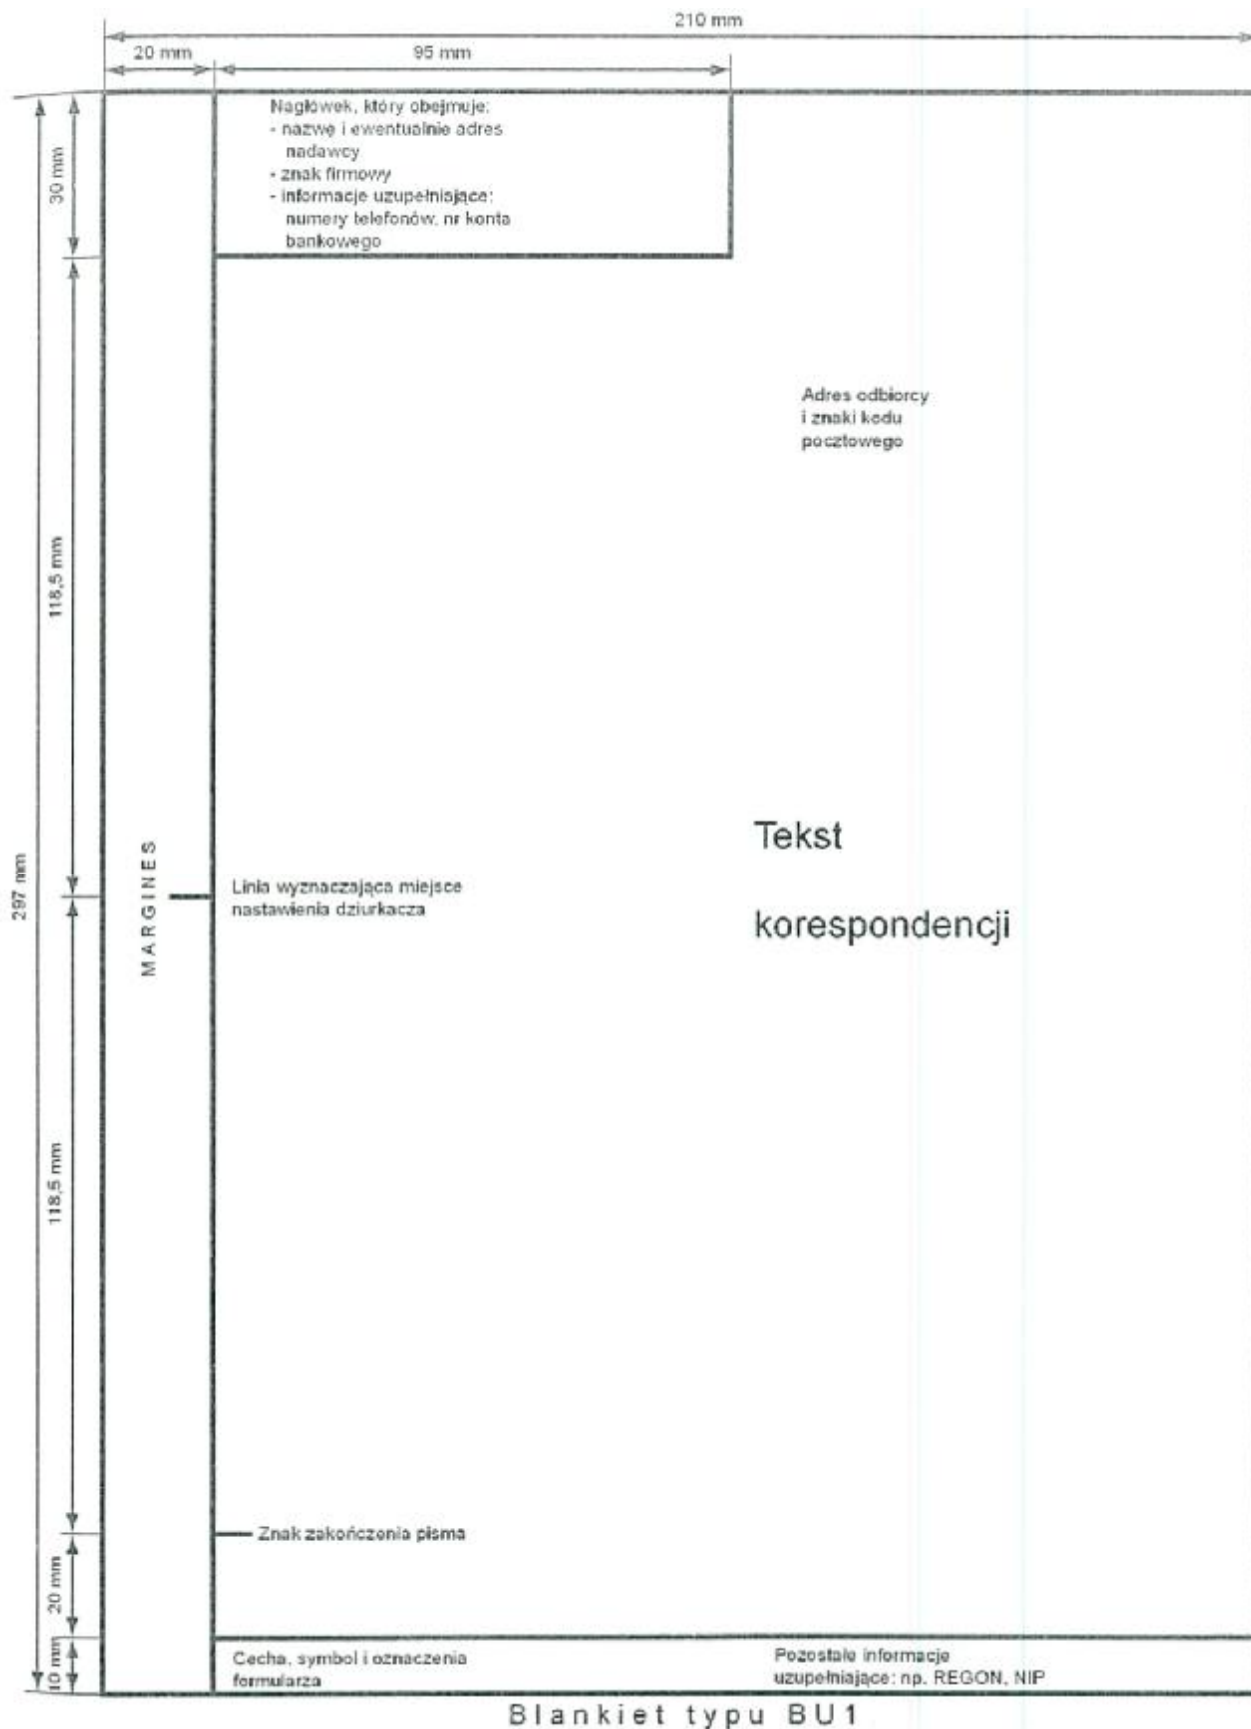 210 mm
20 mm
95 mm
Nagłówek, który obejmuje:
- nazwę i ewentualnie adres
nadawcy
- znak firmowy
- informacje uzupełniające:
numery telefonów, nr konta
bankowego
30 mm
Adres odbiorcy
i znaki kodu
pocztowego
118,5 mm
297 mm
MARGINES
Linia wyznaczająca miejsce
nastawienia dziurkacza
Tekst
korespondencji
118,5 mm
Znak zakończenia pisma
20 mm
10 mm
Cecha, symbol i oznaczenia
formularza
Pozostałe informacje
uzupełniające: np. REGON, NIP
Blankiet typu BU1